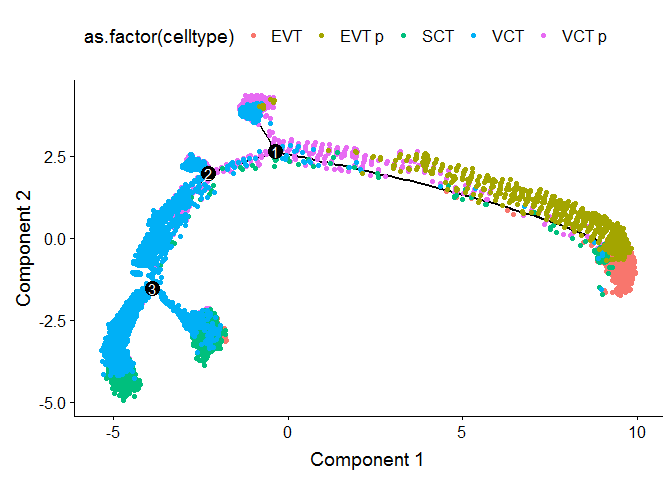 as.factor(celltype) EVT EVT p SCT VCT VCT p
Component 2
2.5
0.0
-2.5
-5.0
1
2
3
-5 0 5 10
Component 1